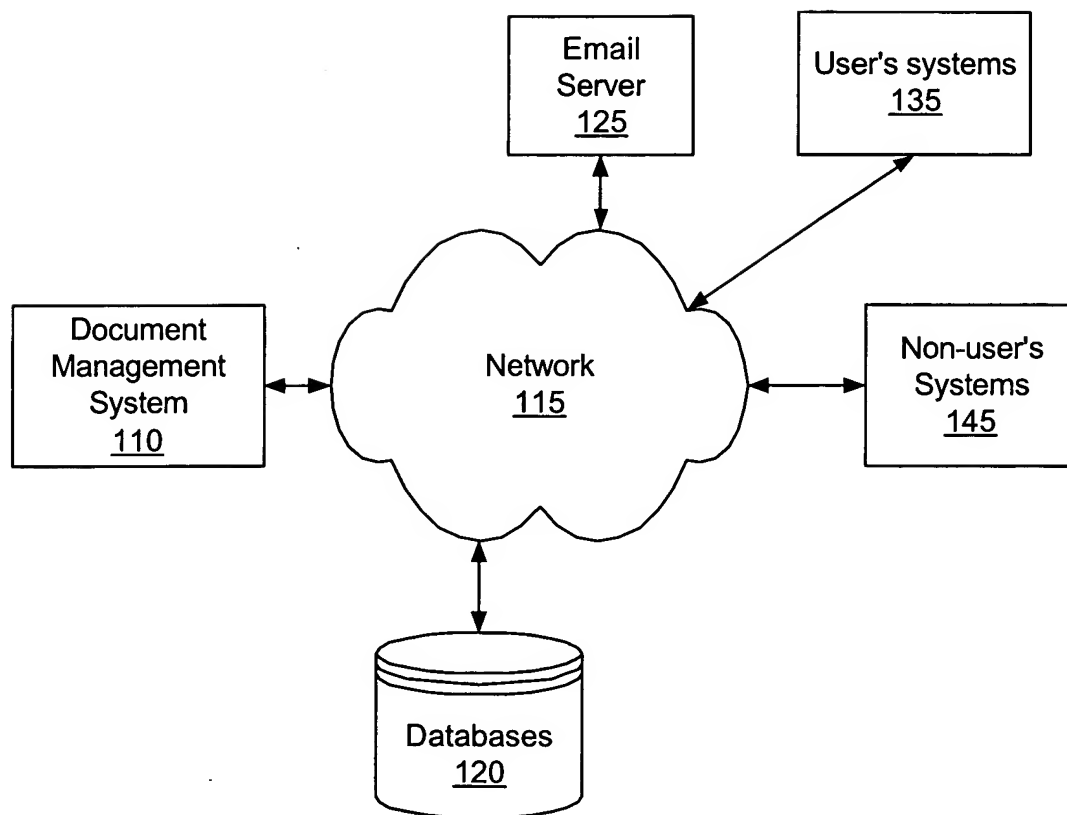 Email
Server
125
User's systems
135
Document
Management
System
110
Network
115
Non-user's
Systems
145
Databases
120